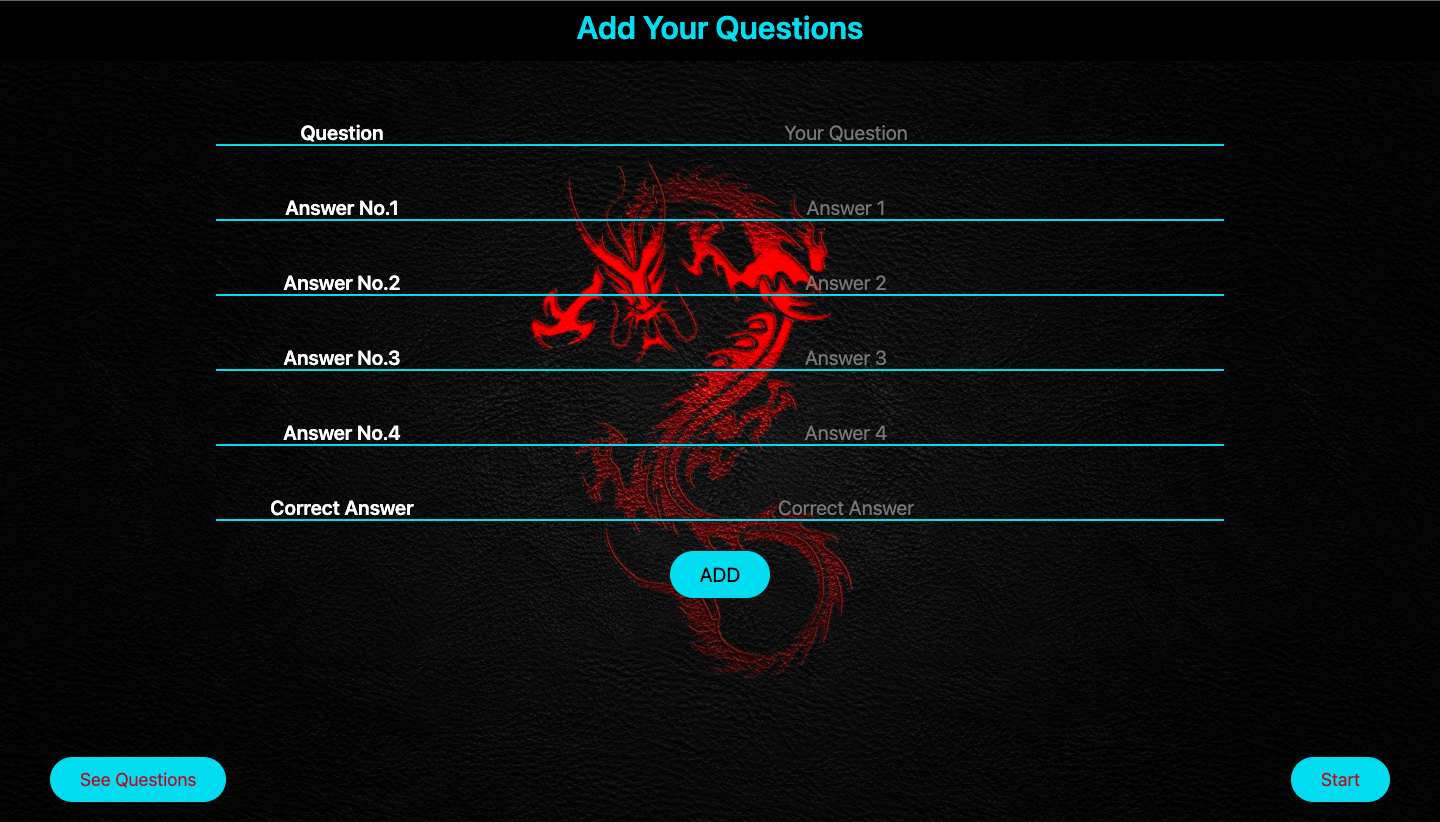 Add Your Questions
Question Your Question
Answer No.1 Answer 1
Answer No.2 Answer 2
Answer No.3 Answer 3
Answer No.4 Answer 4
Correct Answer Correct Answer
ADD
See Questions Start